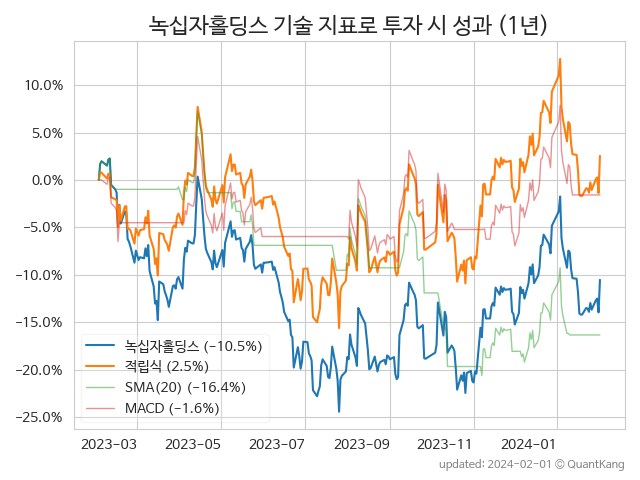 녹십자홀딩스 기술 지표로 투자 시 성과 (1년)
10.0%
5.0%
0.0%
−5.0%
−10.0%
−15.0%
−20.0%
−25.0%
녹십자홀딩스 (−10.5%)
적립식 (2.5%)
SMA(20) (−16.4%)
MACD (−1.6%)
2023-03 2023-05 2023-07 2023-09 2023-11 2024-01
updated: 2024-02-01 © QuantKang